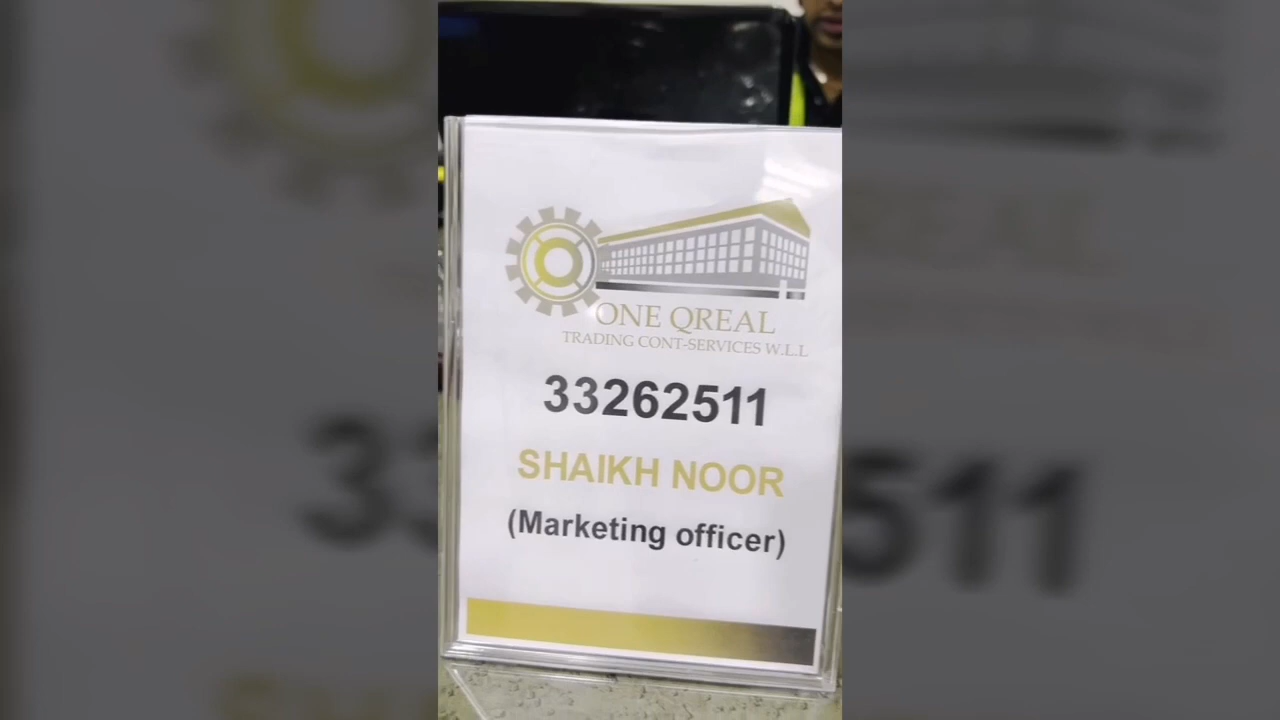 ONE QREAL
TRADING CONT-SERVICES W.L.L
33262511
SHAIKH NOOR
(Marketing officer)